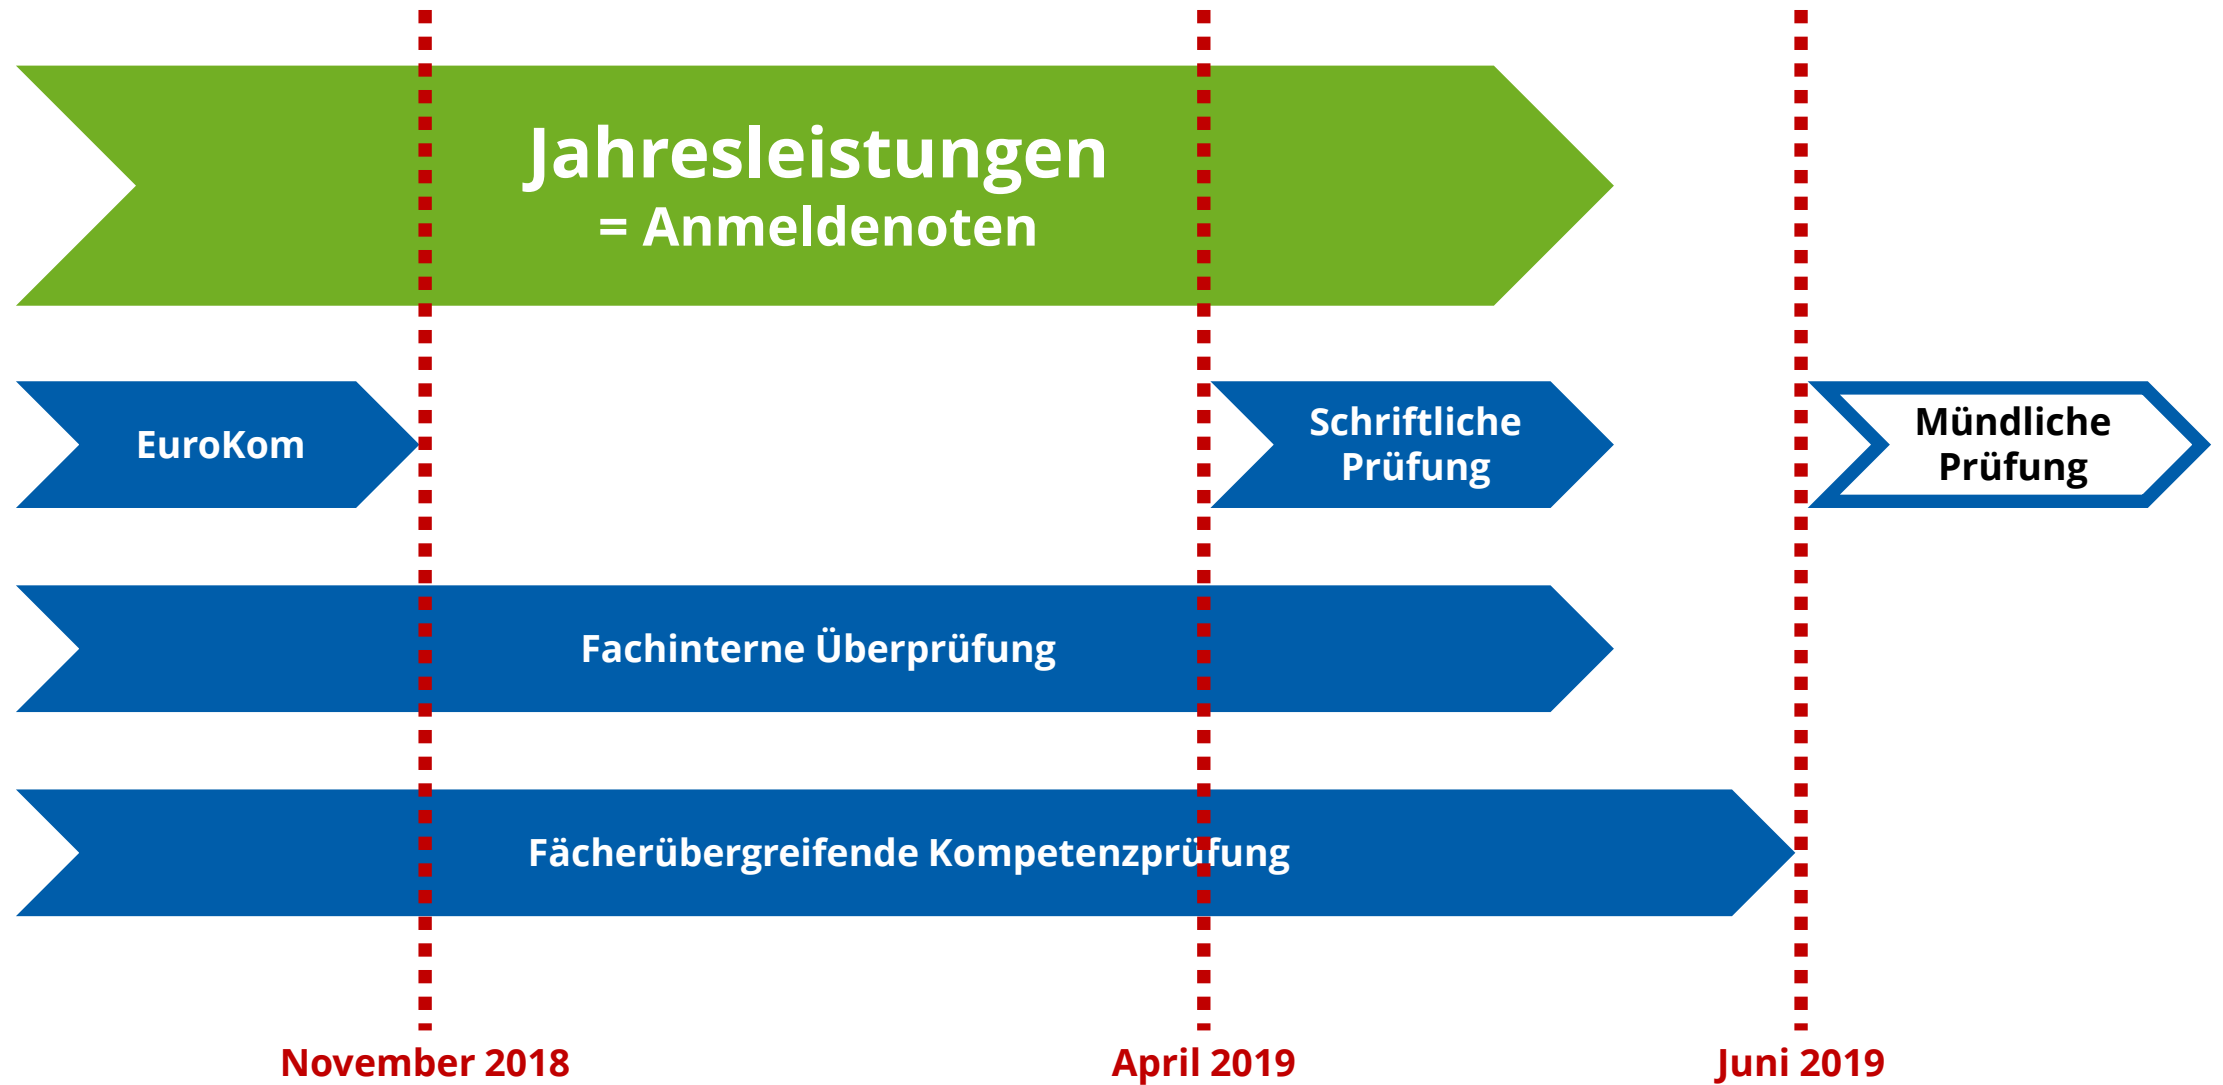 Jahresleistungen
= Anmeldenoten
EuroKom
Schriftliche
Prüfung
Mündliche
Prüfung
Fachinterne Überprüfung
Fächerübergreifende Kompetenzprüfung
November 2018
April 2019
Juni 2019